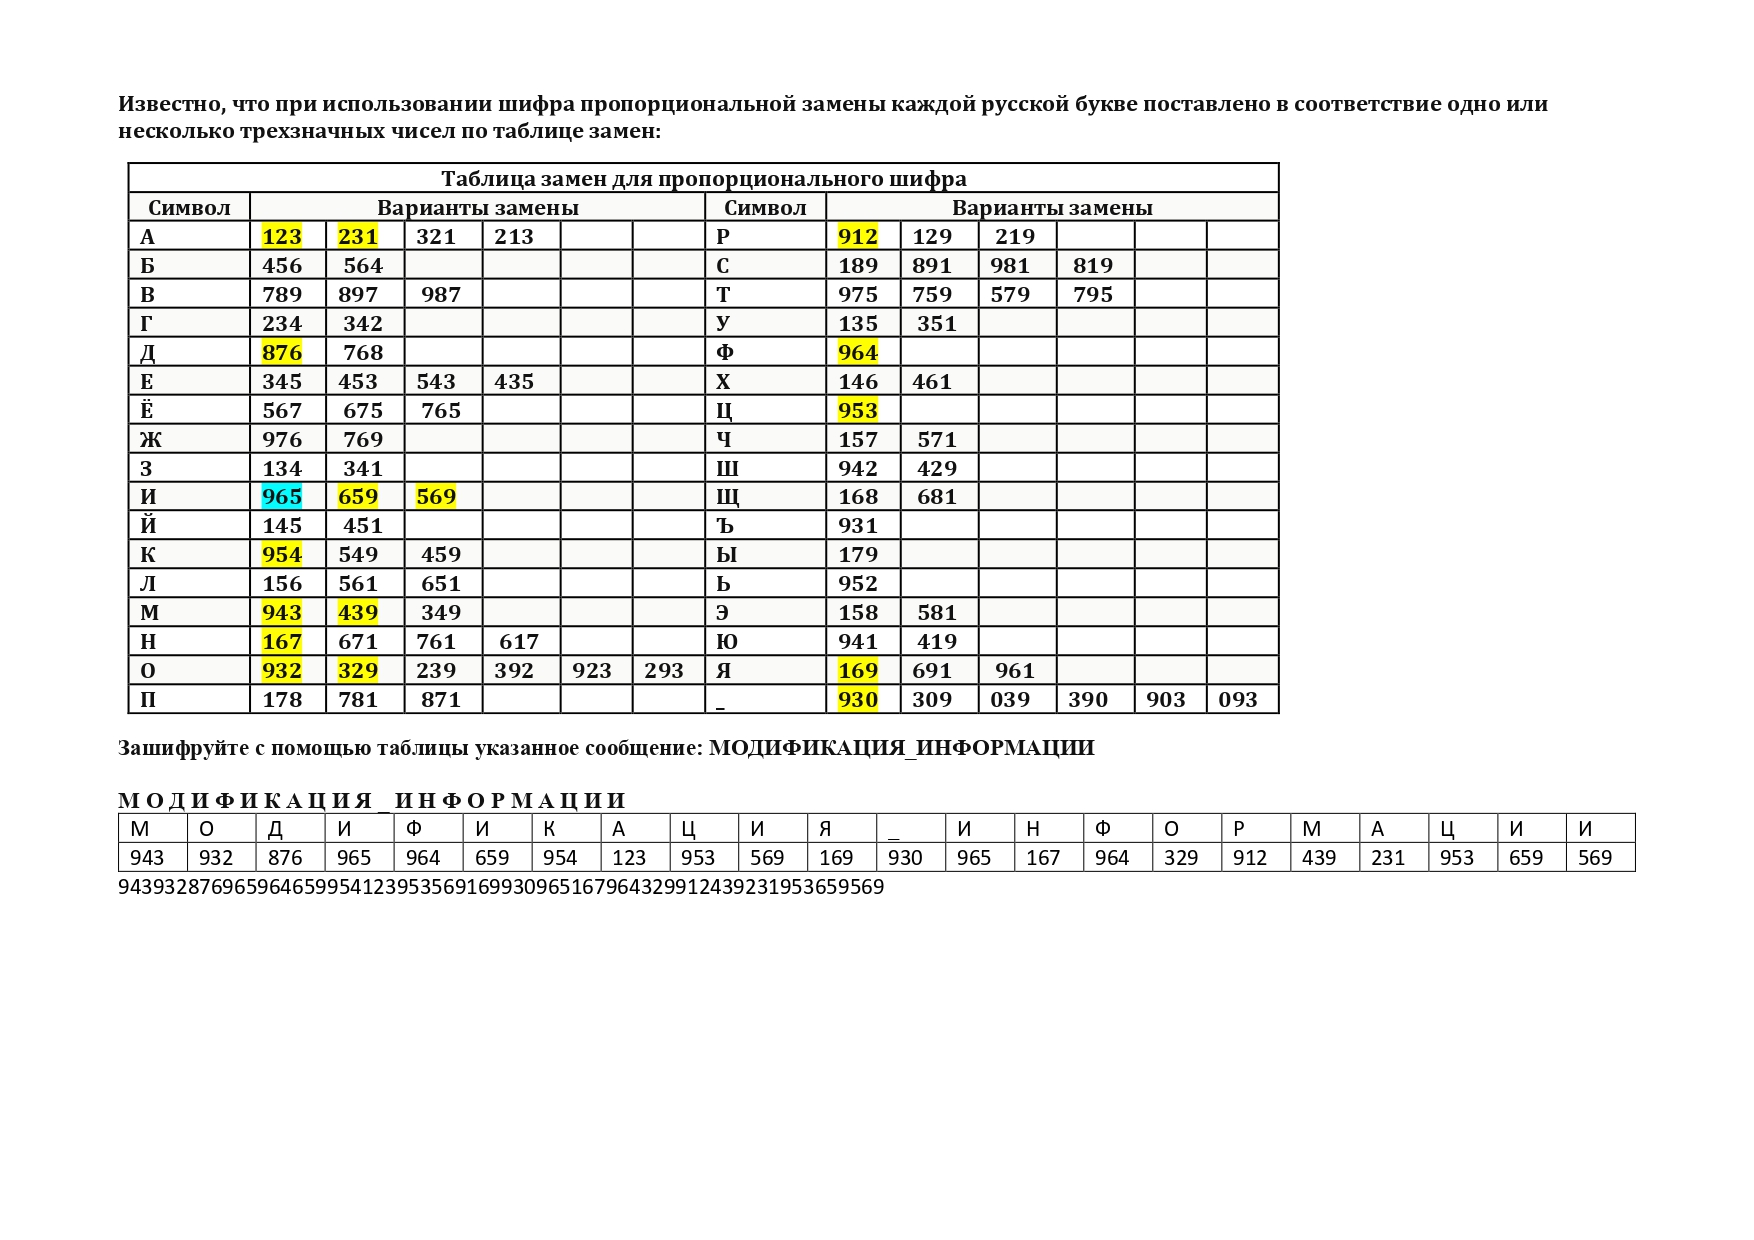 Известно, что при использовании шифра пропорциональной замены каждой русской букве поставлено в соответствие одно или
несколько трехзначных чисел по таблице замен:
Таблица замен для пропорционального шифра
Символ Варианты замены Символ Варианты замены
А 123 231 321 213 Р 912 129 219
Б 456 564 С 189 891 981 819
В 789 897 987 Т 975 759 579 795
Г 234 342 У 135 351
Д 876 768 Ф 964
Е 345 453 543 435 Х 146 461
Ё 567 675 765 Ц 953
Ж 976 769 Ч 157 571
З 134 341 Ш 942 429
И 965 659 569 Щ 168 681
Й 145 451 Ъ 931
К 954 549 459 Ы 179
Л 156 561 651 Ь 952
М 943 439 349 Э 158 581
Н 167 671 761 617 Ю 941 419
О 932 329 239 392 923 293 Я 169 691 961
П 178 781 871 _ 930 309 039 390 903 093
Зашифруйте с помощью таблицы указанное сообщение: МОДИФИКАЦИЯ_ИНФОРМАЦИИ
М О Д И Ф И К А Ц И Я _ И Н Ф О Р М А Ц И И
М О Д И Ф И К А Ц И Я _ И Н Ф О Р М А Ц И И
943 932 876 965 964 659 954 123 953 569 169 930 965 167 964 329 912 439 231 953 659 569
943932876965964659954123953569169930965167964329912439231953659569